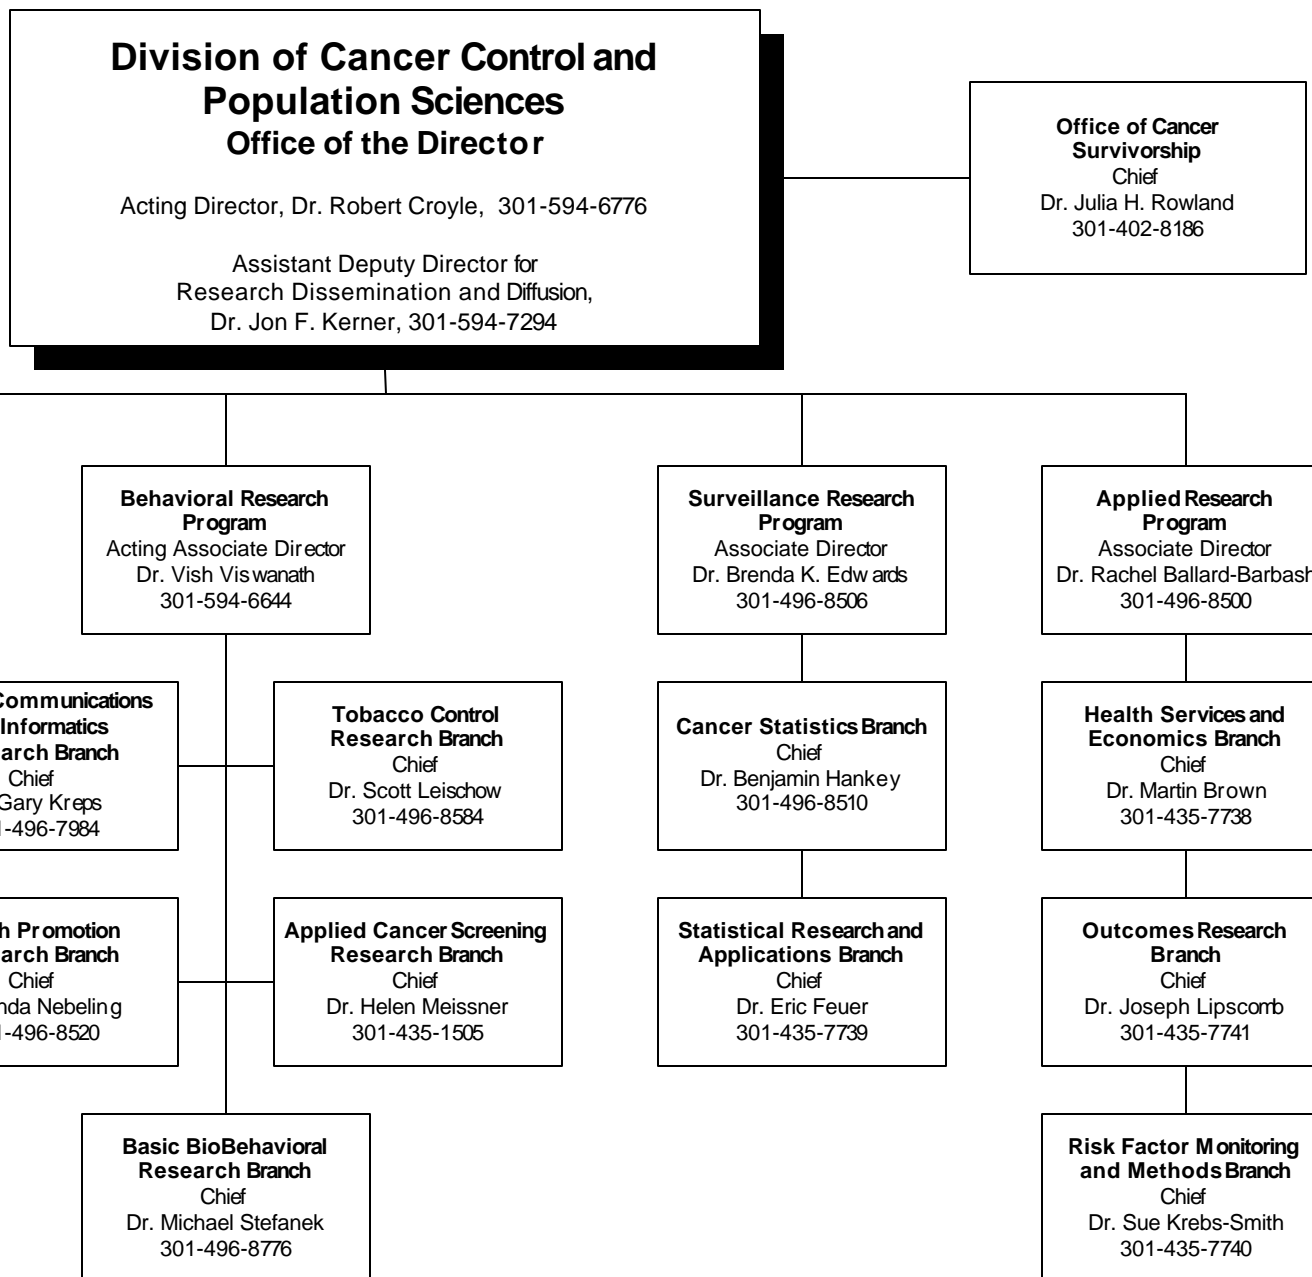 Division of Cancer Control and
Population Sciences
Office of the Director
Acting Director, Dr. Robert Croyle, 301-594-6776
Assistant Deputy Director for
Research Dissemination and Diffusion,
Dr. Jon F. Kerner, 301-594-7294
Office of Cancer
Survivorship
Chief
Dr. Julia H. Rowland
301-402-8186
Behavioral Research
Program
Acting Associate Director
Dr. Vish Viswanath
301-594-6644
Surveillance Research
Program
Associate Director
Dr. Brenda K. Edwards
301-496-8506
Applied Research
Program
Associate Director
Dr. Rachel Ballard-Barbash
301-496-8500
Communications
Informatics
Branch
Chief
Gary Kreps
-496-7984
Tobacco Control
Research Branch
Chief
Dr. Scott Leischow
301-496-8584
Cancer Statistics Branch
Chief
Dr. Benjamin Hankey
301-496-8510
Health Services and
Economics Branch
Chief
Dr. Martin Brown
301-435-7738
Promotion
Branch
Chief
Nebeling
-496-8520
Applied Cancer Screening
Research Branch
Chief
Dr. Helen Meissner
301-435-1505
Statistical Research and
Applications Branch
Chief
Dr. Eric Feuer
301-435-7739
Outcomes Research
Branch
Chief
Dr. Joseph Lipscomb
301-435-7741
Basic BioBehavioral
Research Branch
Chief
Dr. Michael Stefanek
301-496-8776
Risk Factor Monitoring
and Methods Branch
Chief
Dr. Sue Krebs-Smith
301-435-7740